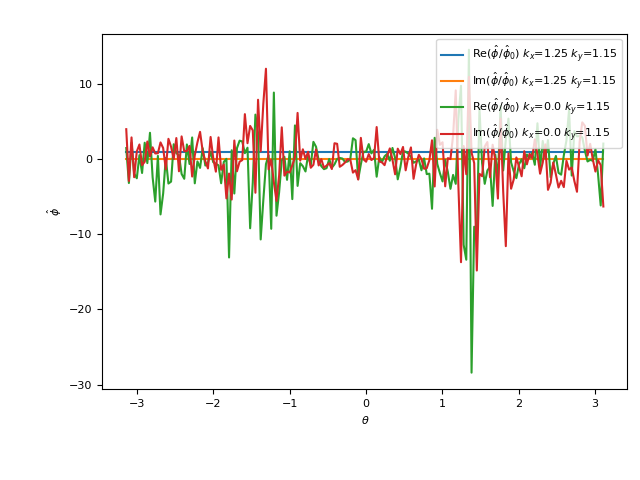 Re(ϕ̂/ϕ̂₀) kₓ=1.25 k_y=1.15
Im(ϕ̂/ϕ̂₀) kₓ=1.25 k_y=1.15
Re(ϕ̂/ϕ̂₀) kₓ=0.0 k_y=1.15
Im(ϕ̂/ϕ̂₀) kₓ=0.0 k_y=1.15
10
0
−10
−20
−30
ϕ̂
−3 −2 −1 0 1 2 3
θ